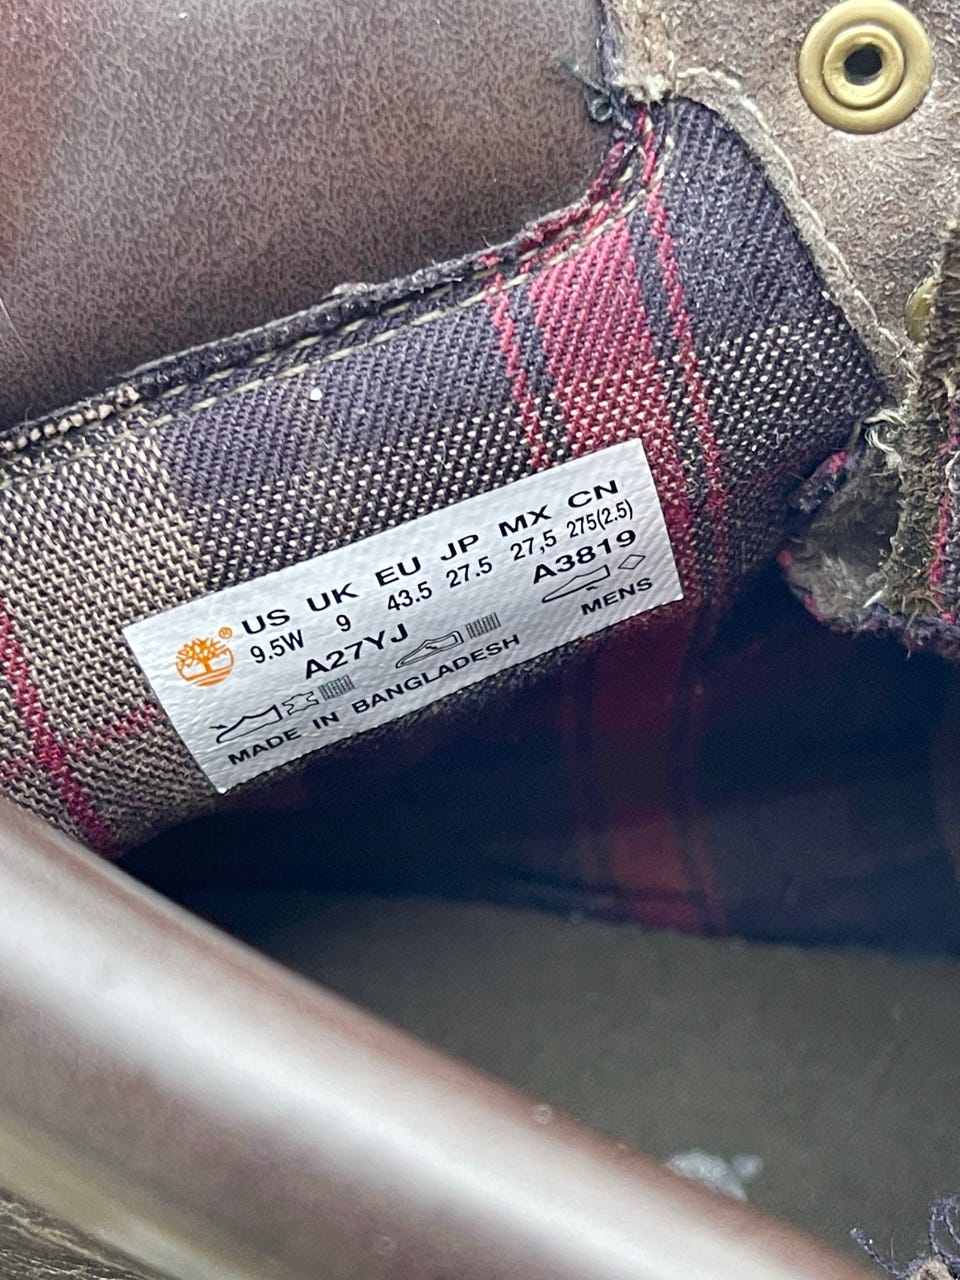 US UK EU JP MX CN
9.5W 9 43.5 27.5 27,5 275(2.5)
A27YJ A3819
MENS
MADE IN BANGLADESH
®